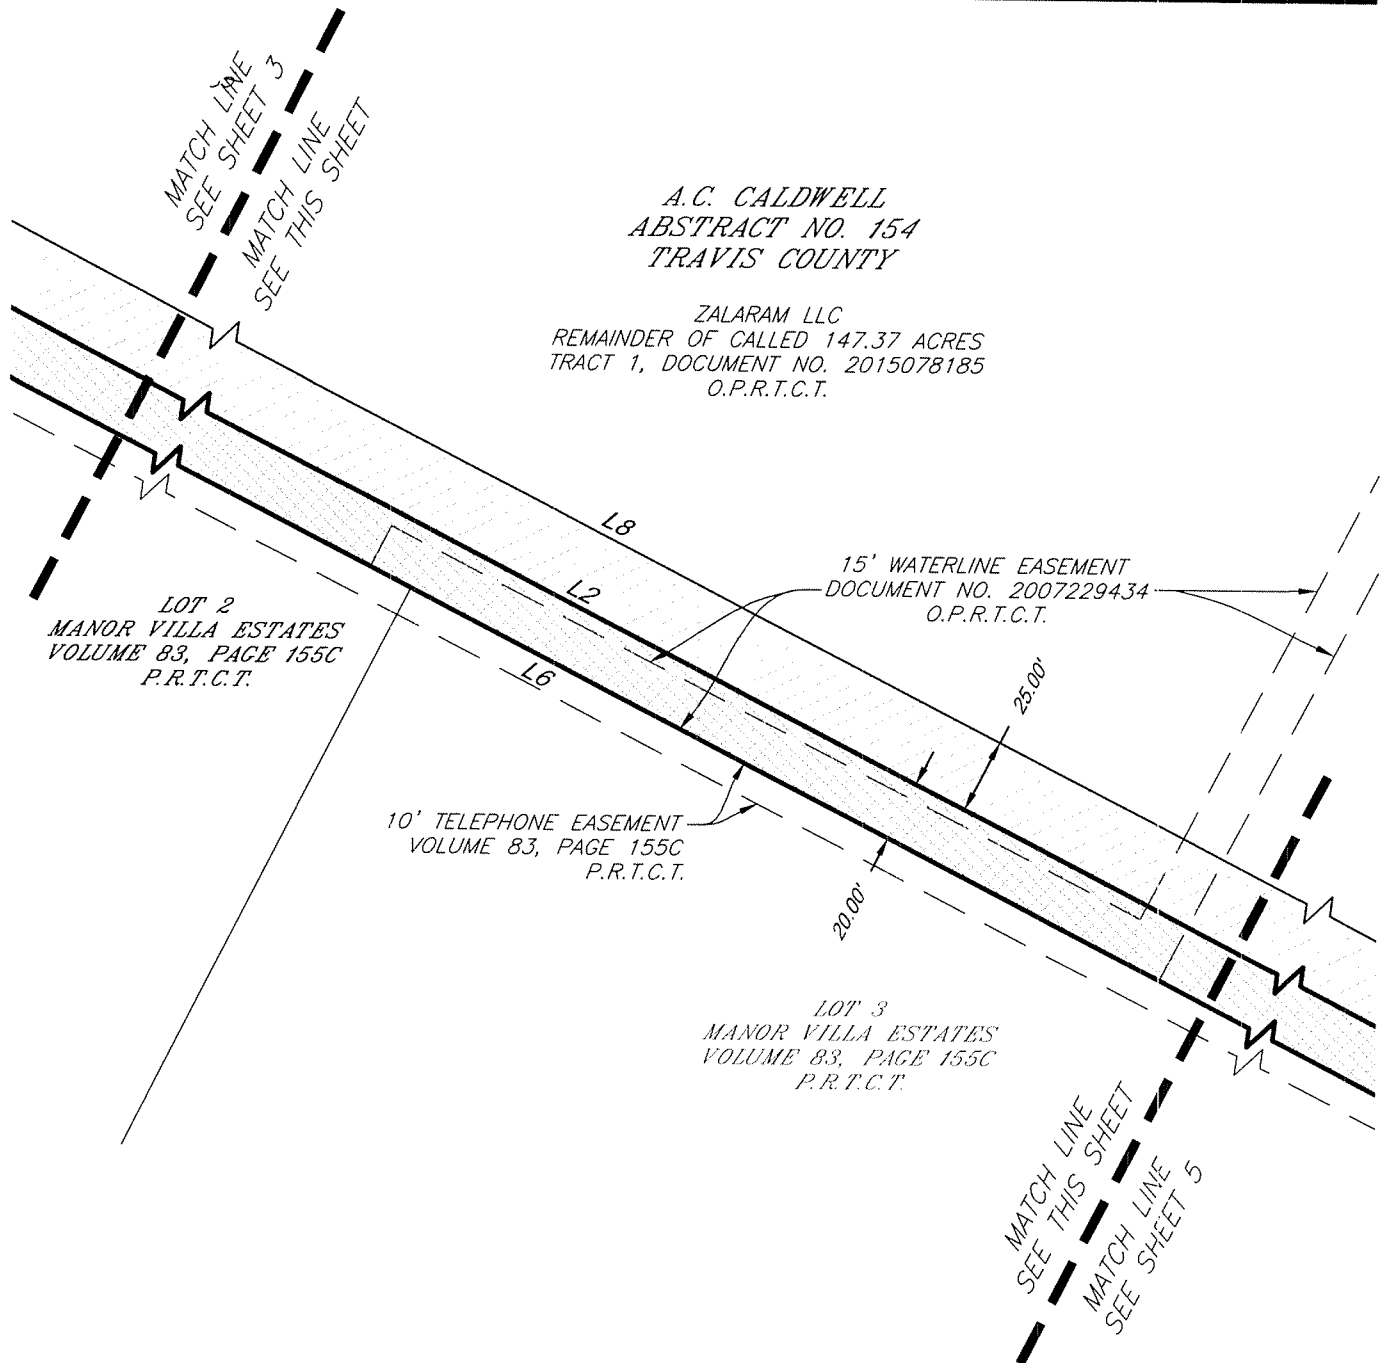 MATCH LINE
SEE SHEET 3
MATCH LINE
SEE THIS SHEET
A.C. CALDWELL
ABSTRACT NO. 154
TRAVIS COUNTY
ZALARAM LLC
REMAINDER OF CALLED 147.37 ACRES
TRACT 1, DOCUMENT NO. 2015078185
O.P.R.T.C.T.
L8
15' WATERLINE EASEMENT
DOCUMENT NO. 2007229434
O.P.R.T.C.T.
L2
LOT 2
MANOR VILLA ESTATES
VOLUME 83, PAGE 155C
P.R.T.C.T.
L6
25.00'
10' TELEPHONE EASEMENT
VOLUME 83, PAGE 155C
P.R.T.C.T.
20.00'
LOT 3
MANOR VILLA ESTATES
VOLUME 83, PAGE 155C
P.R.T.C.T.
MATCH LINE
SEE THIS SHEET
MATCH LINE
SEE SHEET 5